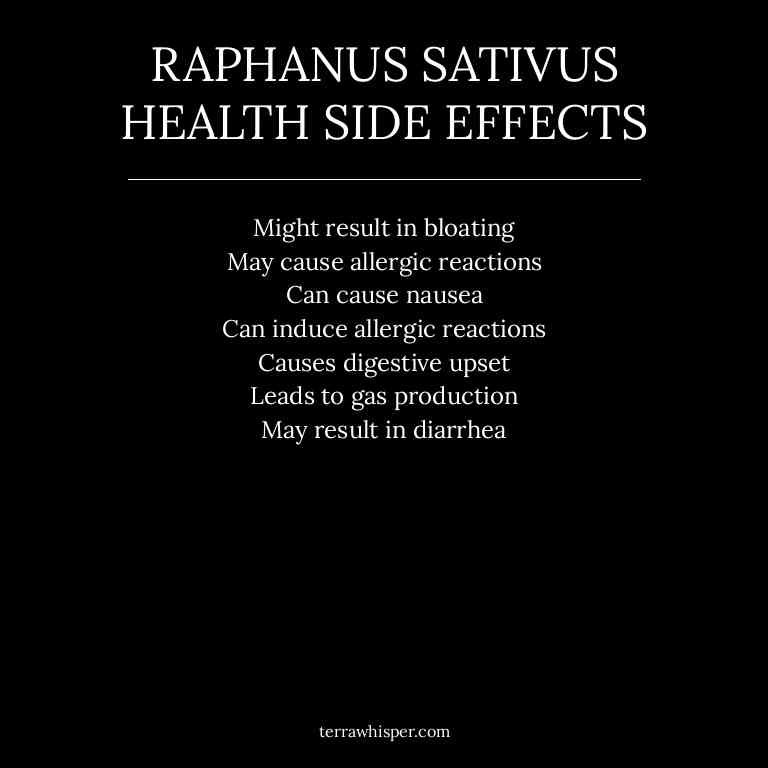 RAPHANUS SATIVUS
HEALTH SIDE EFFECTS
Might result in bloating
May cause allergic reactions
Can cause nausea
Can induce allergic reactions
Causes digestive upset
Leads to gas production
May result in diarrhea
terrawhisper.com